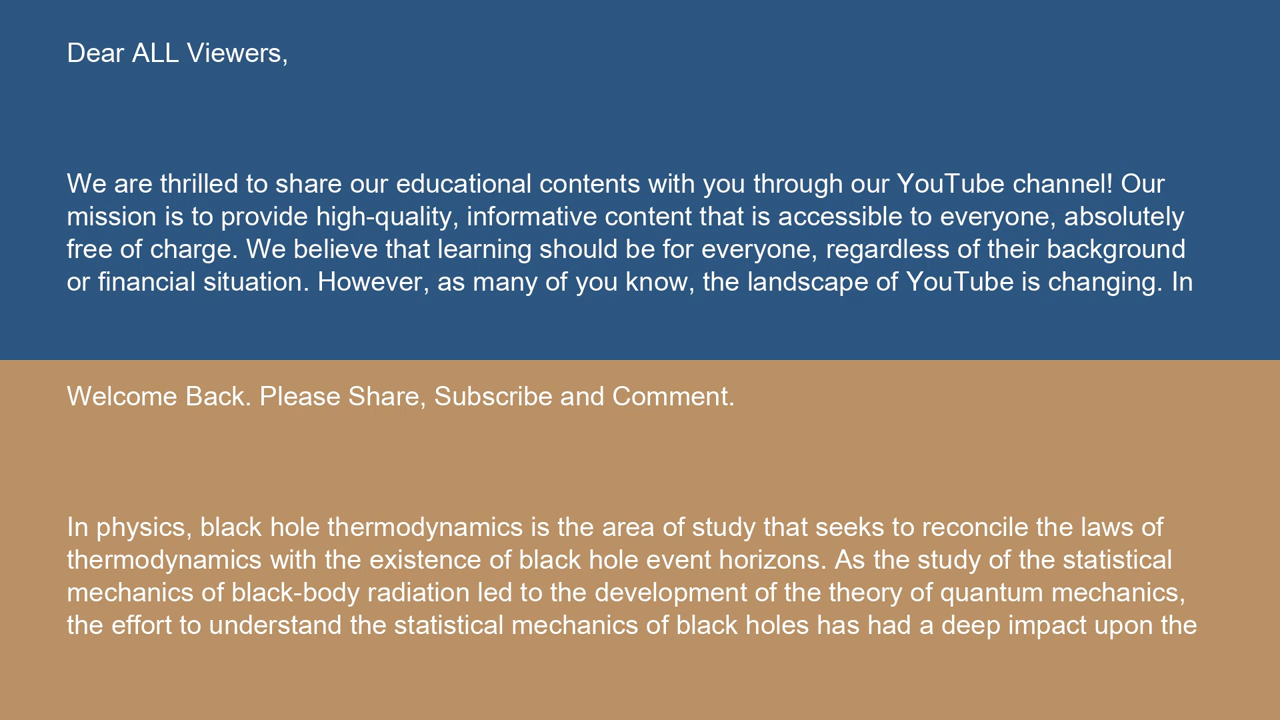 Dear ALL Viewers,
We are thrilled to share our educational contents with you through our YouTube channel! Our
mission is to provide high-quality, informative content that is accessible to everyone, absolutely
free of charge. We believe that learning should be for everyone, regardless of their background
or financial situation. However, as many of you know, the landscape of YouTube is changing. In
Welcome Back. Please Share, Subscribe and Comment.
In physics, black hole thermodynamics is the area of study that seeks to reconcile the laws of
thermodynamics with the existence of black hole event horizons. As the study of the statistical
mechanics of black-body radiation led to the development of the theory of quantum mechanics,
the effort to understand the statistical mechanics of black holes has had a deep impact upon the